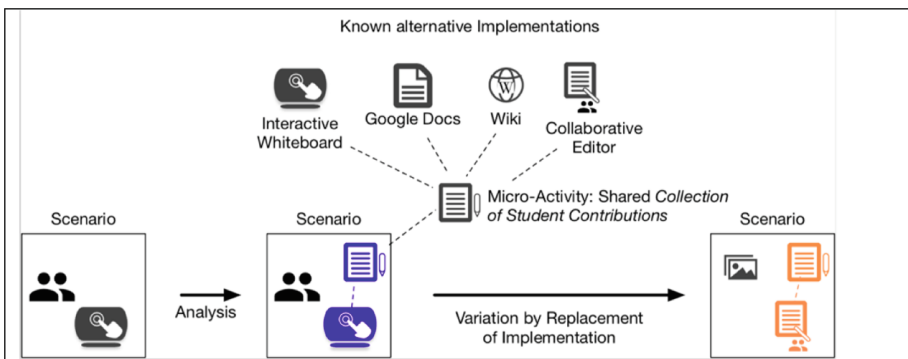 Known alternative Implementations
Interactive
Whiteboard
Google Docs
Wiki
W
Collaborative
Editor
Micro-Activity: Shared Collection
of Student Contributions
Scenario
Scenario
Scenario
Analysis
Variation by Replacement
of Implementation